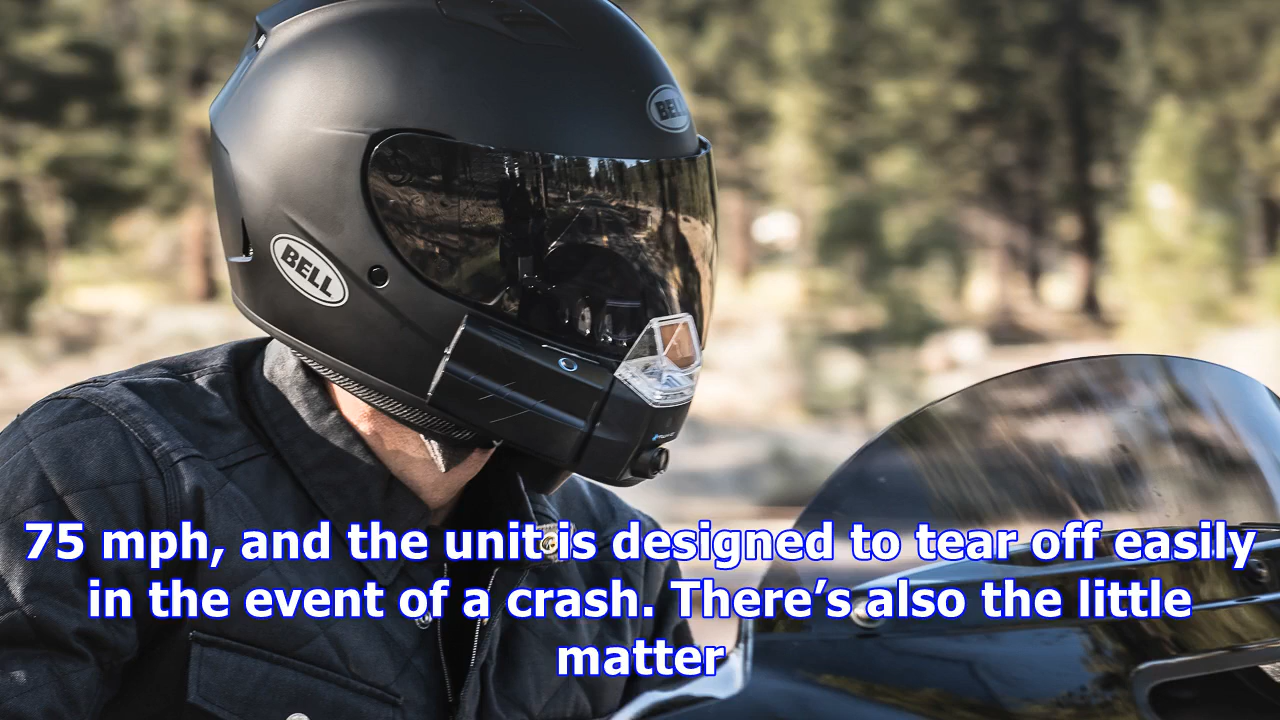 BELL
BELL
75 mph, and the unit is designed to tear off easily
in the event of a crash. There’s also the little
matter